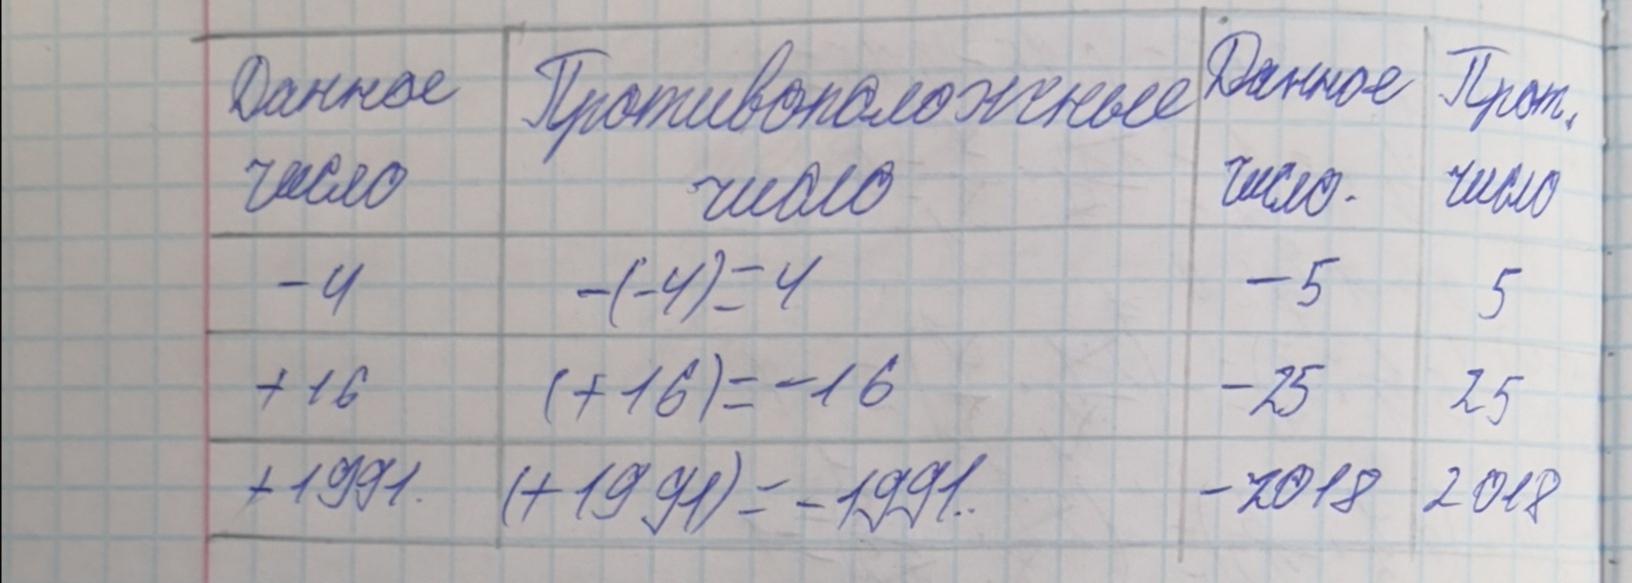 Данное Противоположные Данное Прот.
число число число. число
-4 -(-4)=4 -5 5
+16 (+16)=-16 -25 25
+1991. (+1991)=-1991.. -2018 2018